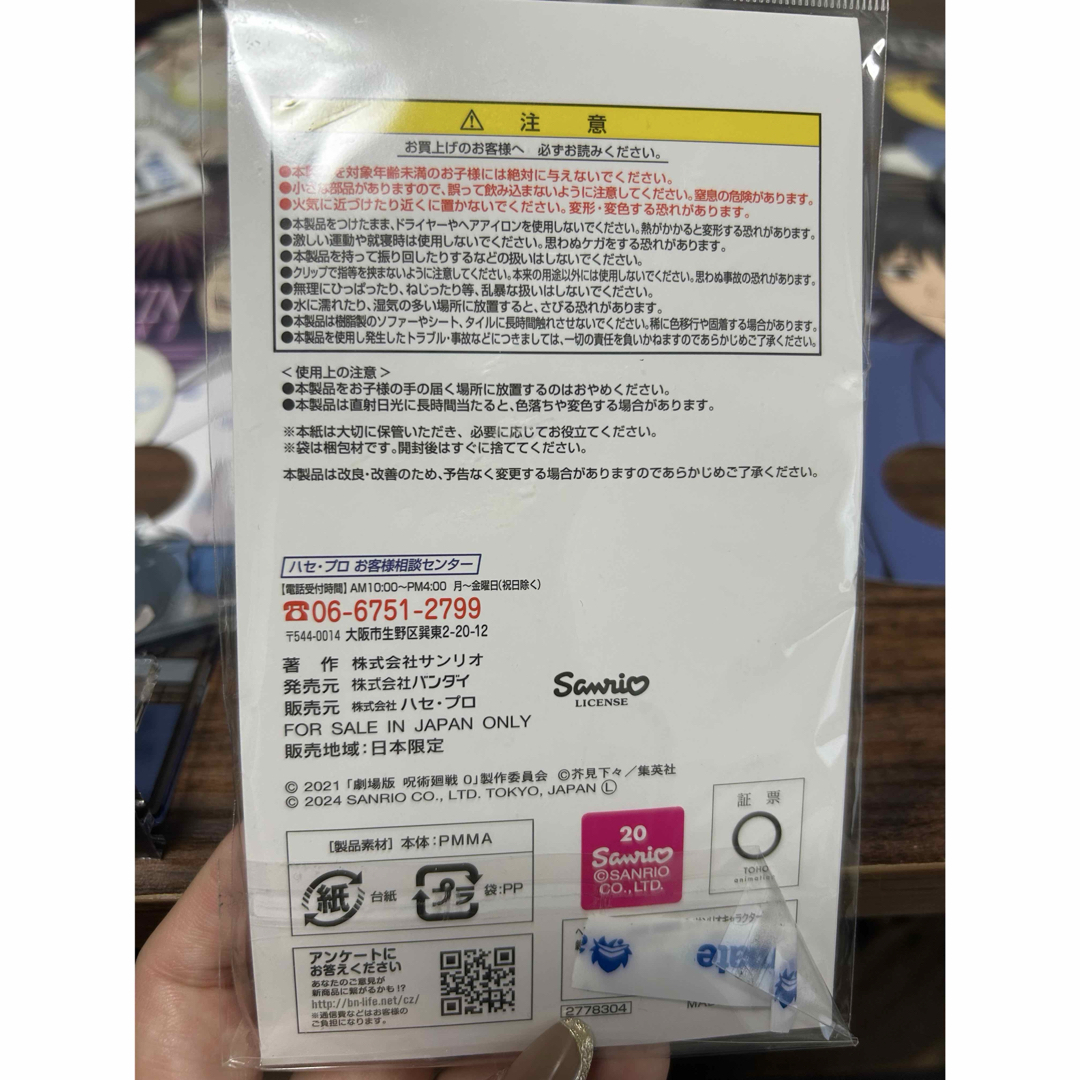 ⚠ 注 意
お買上げのお客様へ 必ずお読みください。
●本製品を対象年齢未満のお子様には絶対に与えないでください。
●小さな部品がありますので、誤って飲み込まないように注意してください。窒息の危険があります。
●火気に近づけたり近くに置かないでください。変形・変色する恐れがあります。
●本製品をつけたまま、ドライヤーやヘアアイロンを使用しないでください。熱がかかると変形する恐れがあります。
●激しい運動や就寝時は使用しないでください。思わぬケガをする恐れがあります。
●本製品を持って振り回したりするなどの扱いはしないでください。
●クリップで指等を挟まないように注意してください。本来の用途以外には使用しないでください。思わぬ事故の恐れがあります。
●無理にひっぱったり、ねじったり等、乱暴な扱いはしないでください。
●水に濡れたり、湿気の多い場所に放置すると、さびる恐れがあります。
●本製品は樹脂製のソファーやシート、タイルに長時間触れさせないでください。稀に色移行や固着する場合があります。
●本製品を使用し発生したトラブル・事故などにつきましては、一切の責任を負いかねますのであらかじめご了承ください。
＜使用上の注意＞
●本製品をお子様の手の届く場所に放置するのはおやめください。
●本製品は直射日光に長時間当たると、色落ちや変色する場合があります。
※本紙は大切に保管いただき、必要に応じてお役立てください。
※袋は梱包材です。開封後はすぐに捨ててください。
本製品は改良・改善のため、予告なく変更する場合がありますのであらかじめご了承ください。
ハセ・プロ お客様相談センター
【電話受付時間】AM10:00～PM4:00 月～金曜日(祝日除く)
☎06-6751-2799
〒544-0014 大阪市生野区巽東2-20-12
著 作 株式会社サンリオ
発売元 株式会社バンダイ
販売元 株式会社ハセ・プロ
Sanrio
LICENSE
FOR SALE IN JAPAN ONLY
販売地域：日本限定
© 2021「劇場版 呪術廻戦 0」製作委員会 ©芥見下々／集英社
© 2024 SANRIO CO., LTD. TOKYO, JAPAN Ⓛ
[製品素材] 本体：PMMA
紙 台紙
プラ 袋：PP
20
Sanrio
©SANRIO
CO., LTD.
証 票
TOHO
animation
アンケートに
お答えください
あなたのご意見が
新商品に繋がるかも!?
http://bn-life.net/cz/
※通信費などはお客様の
ご負担になります。
キャラクター
2778304